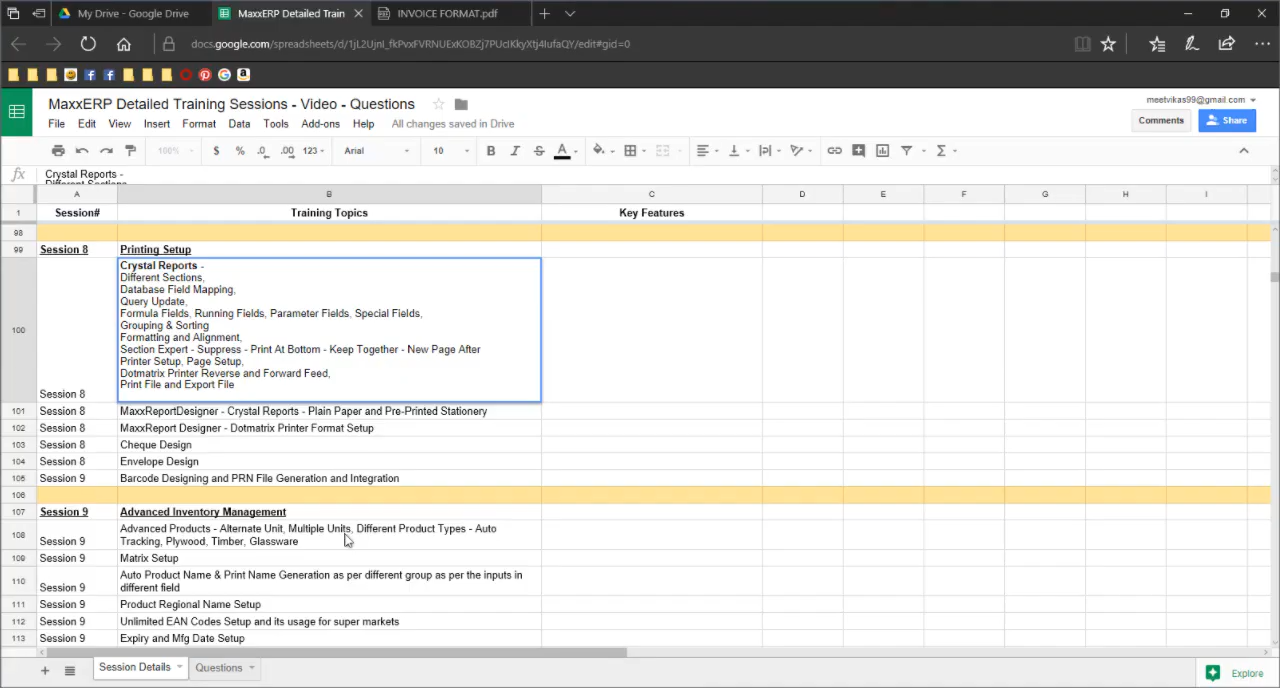 My Drive - Google Drive
MaxxERP Detailed Train
INVOICE FORMAT.pdf
MaxxERP Detailed Training Sessions - Video - Questions
meetvikas99@gmail.com
File Edit View Insert Format Data Tools Add-ons Help All changes saved in Drive
Comments
Share
100% $ % .0 .00 123 Arial 10 B I S A
fx Crystal Reports -
Different Sections
A B C D E F G H I
1 Session# Training Topics Key Features
98
99 Session 8 Printing Setup
Crystal Reports -
Different Sections,
Database Field Mapping,
Query Update,
Formula Fields, Running Fields, Parameter Fields, Special Fields,
Grouping & Sorting
100
Formatting and Alignment,
Section Expert - Suppress - Print At Bottom - Keep Together - New Page After
Printer Setup, Page Setup,
Dotmatrix Printer Reverse and Forward Feed,
Print File and Export File
Session 8
101 Session 8 MaxxReportDesigner - Crystal Reports - Plain Paper and Pre-Printed Stationery
102 Session 8 MaxxReport Designer - Dotmatrix Printer Format Setup
103 Session 8 Cheque Design
104 Session 8 Envelope Design
105 Session 9 Barcode Designing and PRN File Generation and Integration
106
107 Session 9 Advanced Inventory Management
Advanced Products - Alternate Unit, Multiple Units, Different Product Types - Auto
108 Session 9 Tracking, Plywood, Timber, Glassware
109 Session 9 Matrix Setup
Auto Product Name & Print Name Generation as per different group as per the inputs in
110 Session 9 different field
111 Session 9 Product Regional Name Setup
112 Session 9 Unlimited EAN Codes Setup and its usage for super markets
113 Session 9 Expiry and Mfg Date Setup
Session Details
Questions
Explore